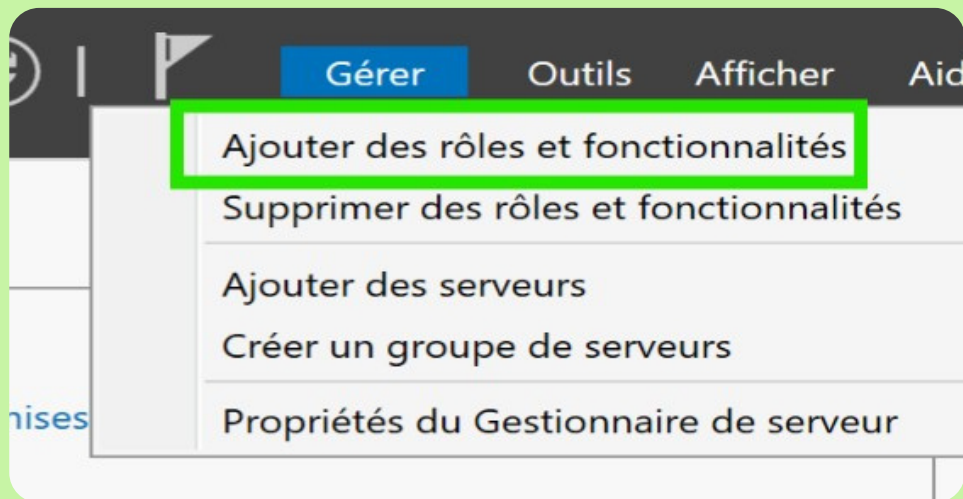 Gérer Outils Afficher Aid
Ajouter des rôles et fonctionnalités
Supprimer des rôles et fonctionnalités
Ajouter des serveurs
Créer un groupe de serveurs
nises
Propriétés du Gestionnaire de serveur